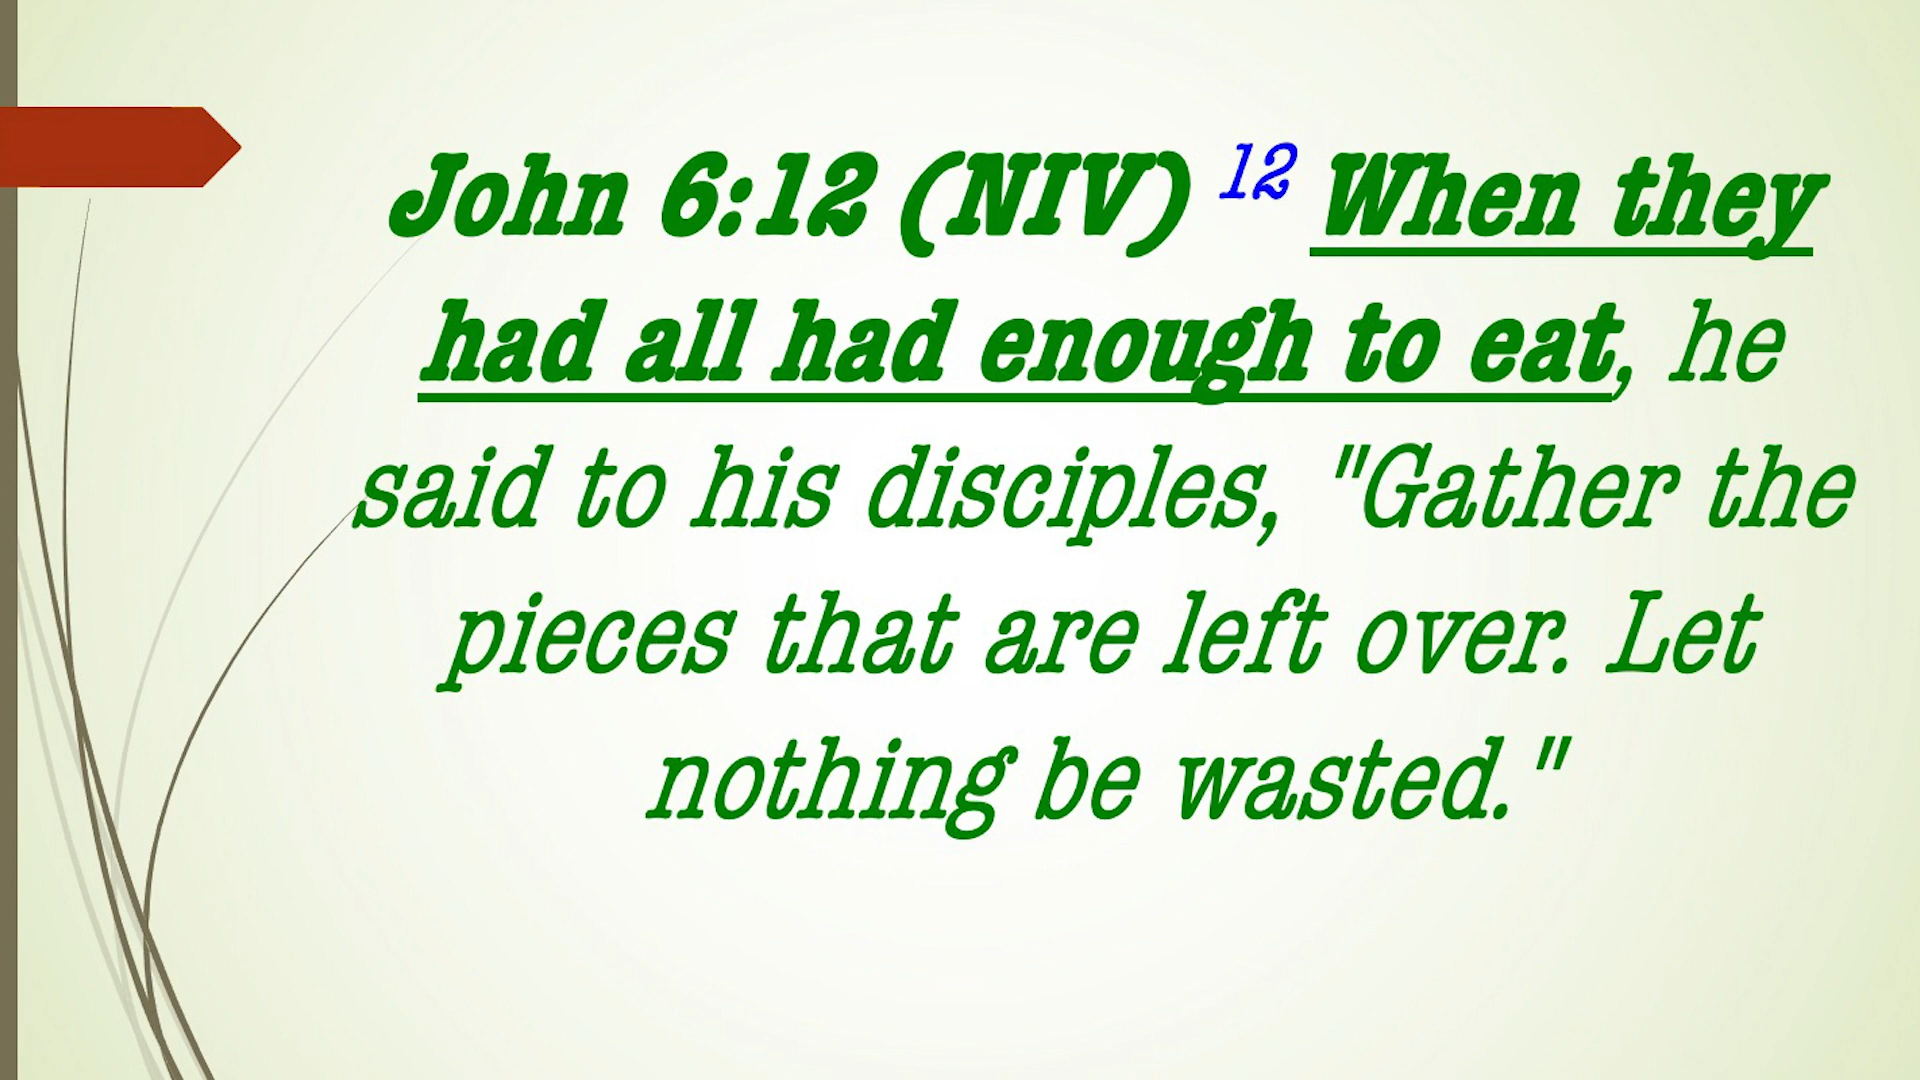 John 6:12 (NIV) 12 When they
had all had enough to eat, he
said to his disciples, "Gather the
pieces that are left over. Let
nothing be wasted."